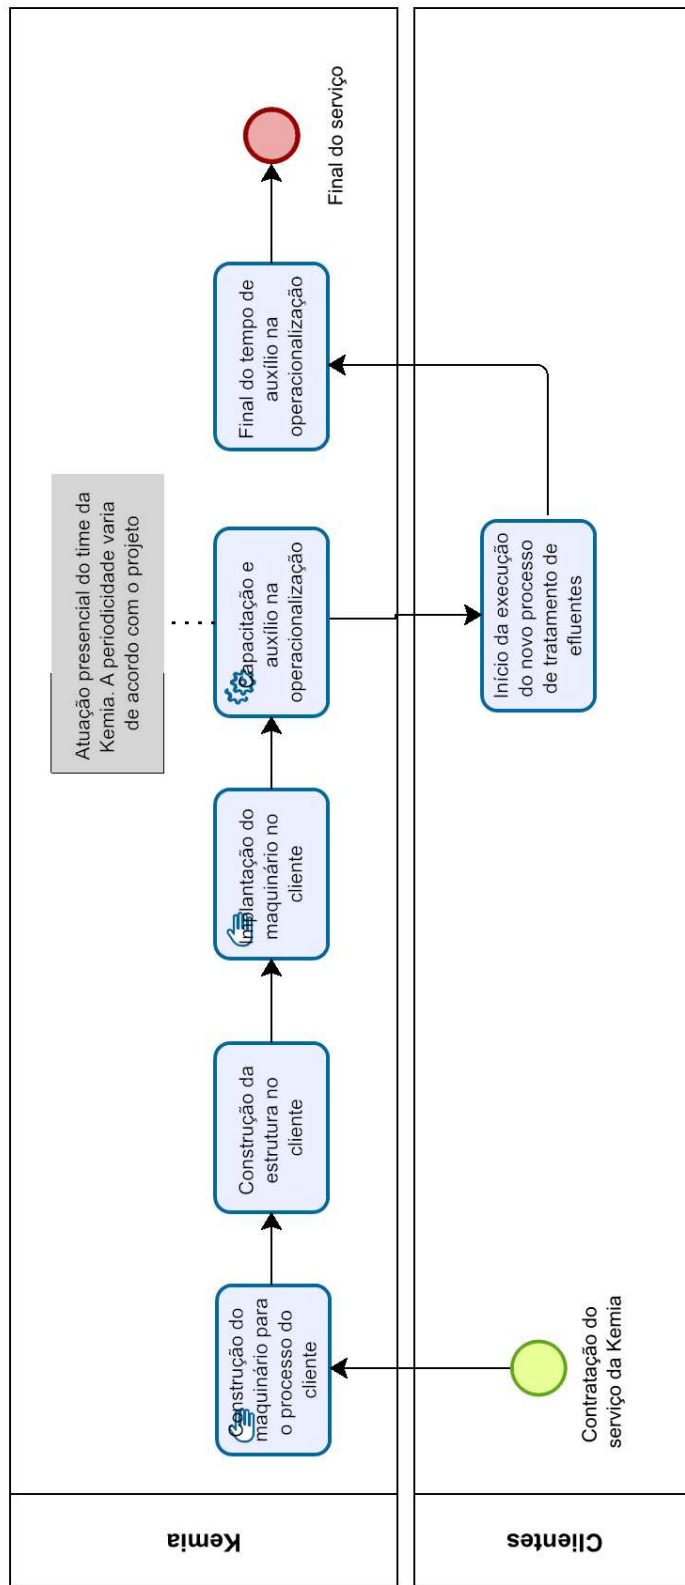 Kemia
Construção do
maquinário para
o processo do
cliente
Construção da
estrutura no
cliente
Implantação do
maquinário no
cliente
Capacitação e
auxílio na
operacionalização
Atuação presencial do time da
Kemia. A periodicidade varia
de acordo com o projeto
Final do tempo de
auxílio na
operacionalização
Final do serviço
Clientes
Contratação do
serviço da Kemia
Início da execução
do novo processo
de tratamento de
efluentes